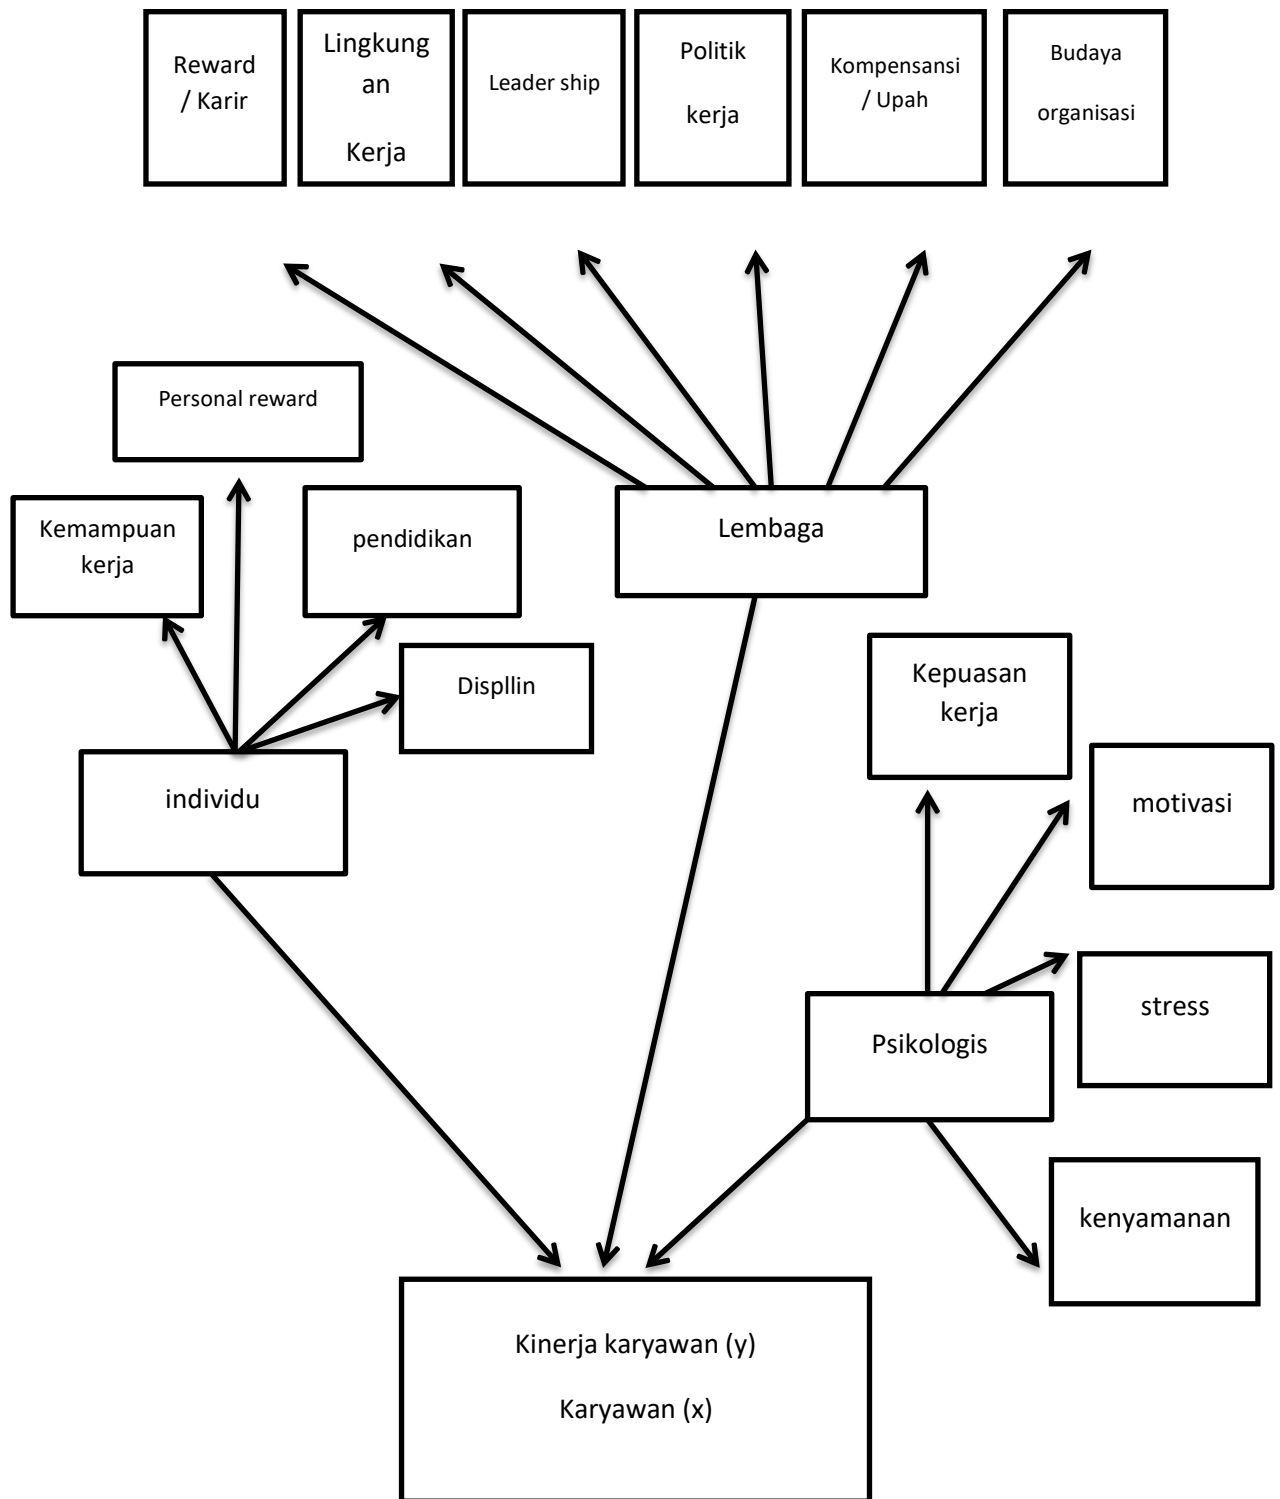 Reward
/ Karir
Lingkung
an
Kerja
Leader ship
Politik
kerja
Kompensansi
/ Upah
Budaya
organisasi
Personal reward
Kemampuan
kerja
pendidikan
Lembaga
Displlin
Kepuasan
kerja
individu
motivasi
stress
Psikologis
kenyamanan
Kinerja karyawan (y)
Karyawan (x)